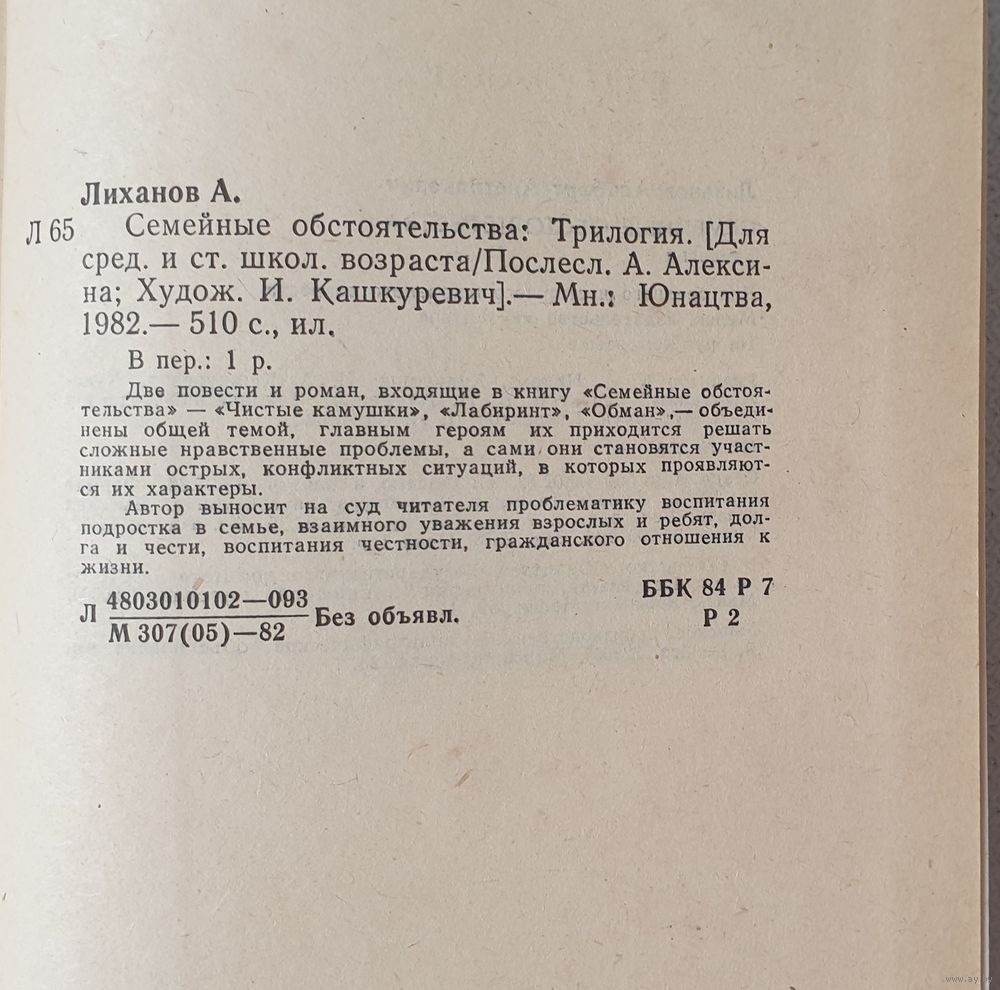 Лиханов А.
Л 65 Семейные обстоятельства: Трилогия. [Для
сред. и ст. школ. возраста/Послесл. А. Алекси-
на; Худож. И. Кашкуревич].— Мн.: Юнацтва,
1982.— 510 с., ил.
В пер.: 1 р.
Две повести и роман, входящие в книгу «Семейные обстоя-
тельства» — «Чистые камушки», «Лабиринт», «Обман»,— объеди-
нены общей темой, главным героям их приходится решать
сложные нравственные проблемы, а сами они становятся участ-
никами острых, конфликтных ситуаций, в которых проявляют-
ся их характеры.
Автор выносит на суд читателя проблематику воспитания
подростка в семье, взаимного уважения взрослых и ребят, дол-
га и чести, воспитания честности, гражданского отношения к
жизни.
Л 4803010102—093
М 307(05)—82
Без объявл.
ББК 84 Р 7
Р 2